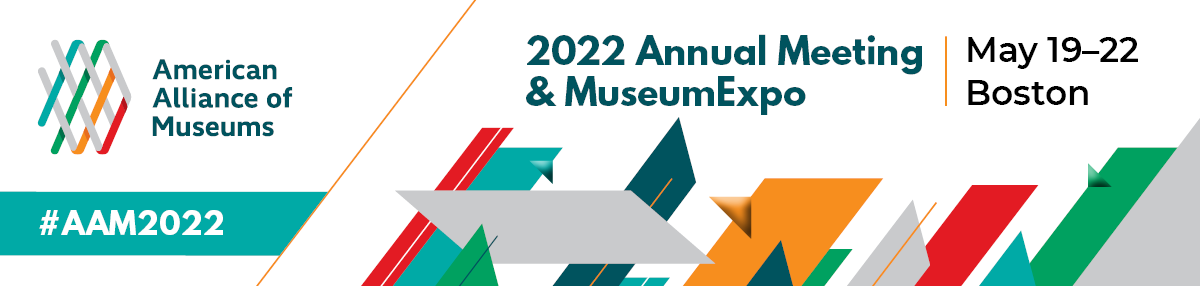 American
Alliance of
Museums
#AAM2022
2022 Annual Meeting
& MuseumExpo
May 19–22
Boston